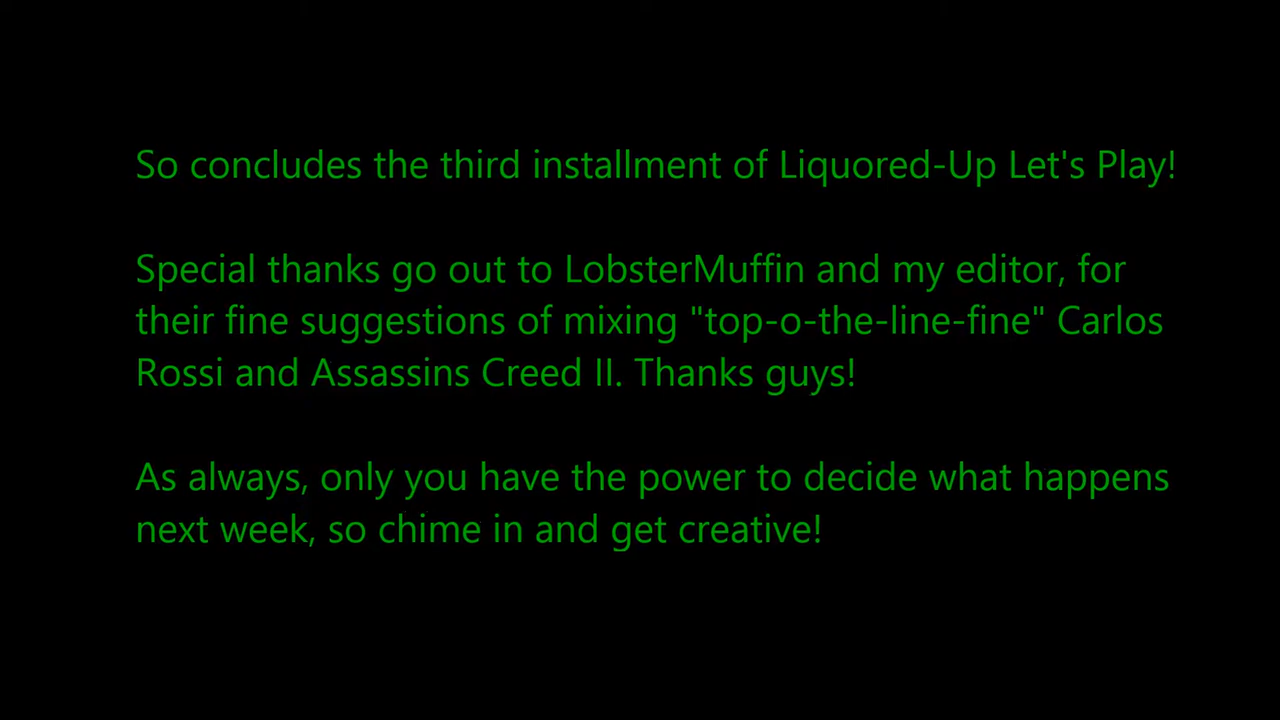 So concludes the third installment of Liquored-Up Let's Play!
Special thanks go out to LobsterMuffin and my editor, for
their fine suggestions of mixing "top-o-the-line-fine" Carlos
Rossi and Assassins Creed II. Thanks guys!
As always, only you have the power to decide what happens
next week, so chime in and get creative!